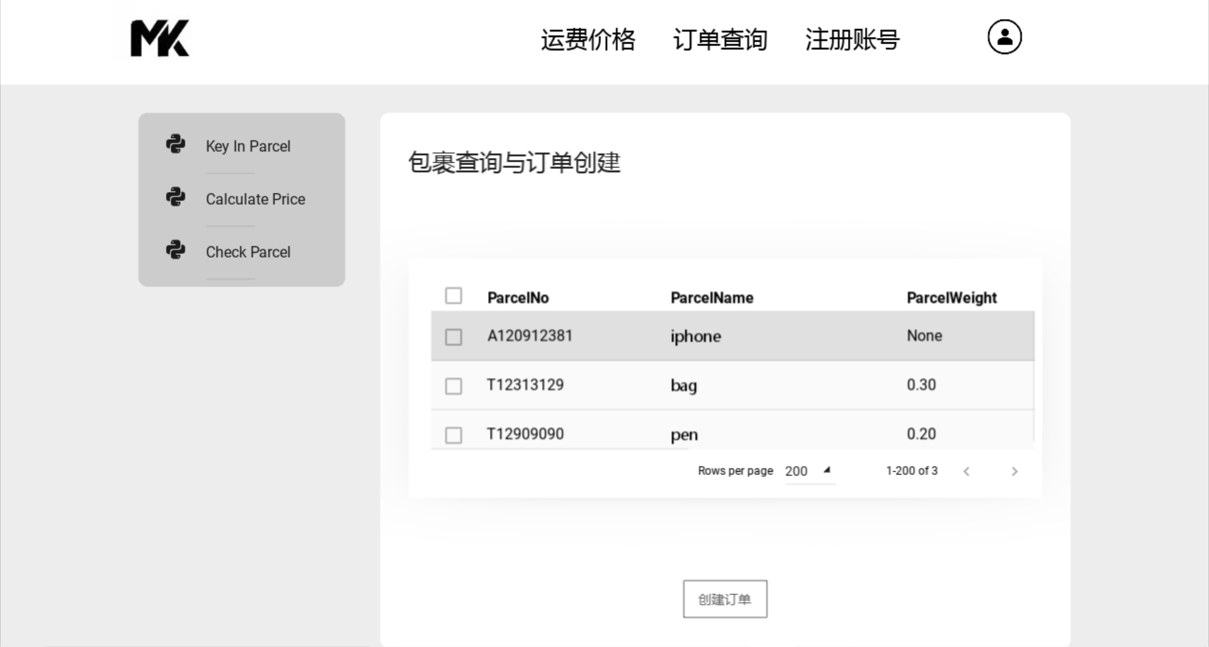 MK
运费价格 订单查询 注册账号
Key In Parcel
Calculate Price
Check Parcel
包裹查询与订单创建
ParcelNo ParcelName ParcelWeight
A120912381 iphone None
T12313129 bag 0.30
T12909090 pen 0.20
Rows per page 200 1-200 of 3
创建订单